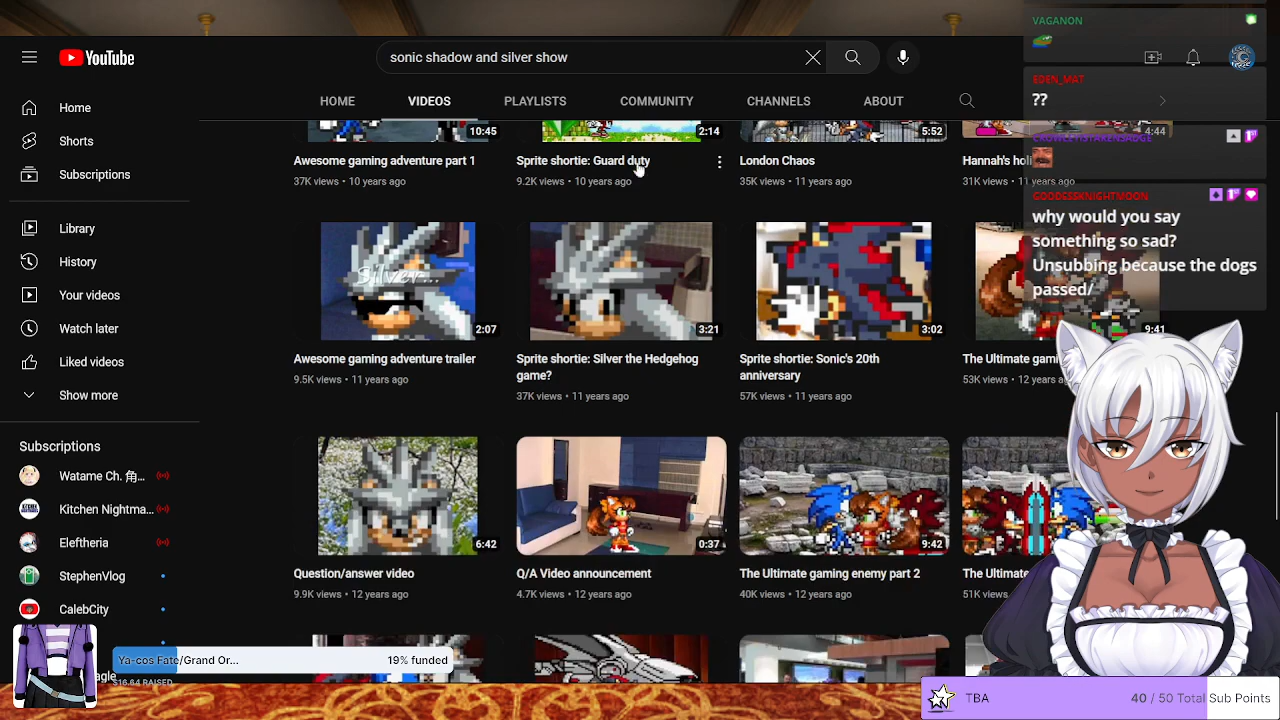 YouTube
sonic shadow and silver show
VAGANON
EDEN_MAT
??
HOME
VIDEOS
PLAYLISTS
COMMUNITY
CHANNELS
ABOUT
Home
Shorts
Subscriptions
Library
History
Your videos
Watch later
Liked videos
Show more
Subscriptions
Watame Ch. 角...
Kitchen Nightma...
Eleftheria
StephenVlog
CalebCity
10:45
2:14
5:52
4:44
Awesome gaming adventure part 1
37K views • 10 years ago
Sprite shortie: Guard duty
9.2K views • 10 years ago
London Chaos
35K views • 11 years ago
Hannah's holi
31K views • 11 years ago
GODDESSKNIGHTMOON
why would you say
something so sad?
Unsubbing because the dogs
passed/
Silver...
2:07
3:21
3:02
9:41
Awesome gaming adventure trailer
9.5K views • 11 years ago
Sprite shortie: Silver the Hedgehog
game?
37K views • 11 years ago
Sprite shortie: Sonic's 20th
anniversary
57K views • 11 years ago
The Ultimate gami
53K views • 12 years ag
6:42
0:37
9:42
Question/answer video
9.9K views • 12 years ago
Q/A Video announcement
4.7K views • 12 years ago
The Ultimate gaming enemy part 2
40K views • 12 years ago
The Ultima
51K views
Ya-cos Fate/Grand Or...
19% funded
$16.64 RAISED
agle
TBA
40 / 50 Total Sub Points